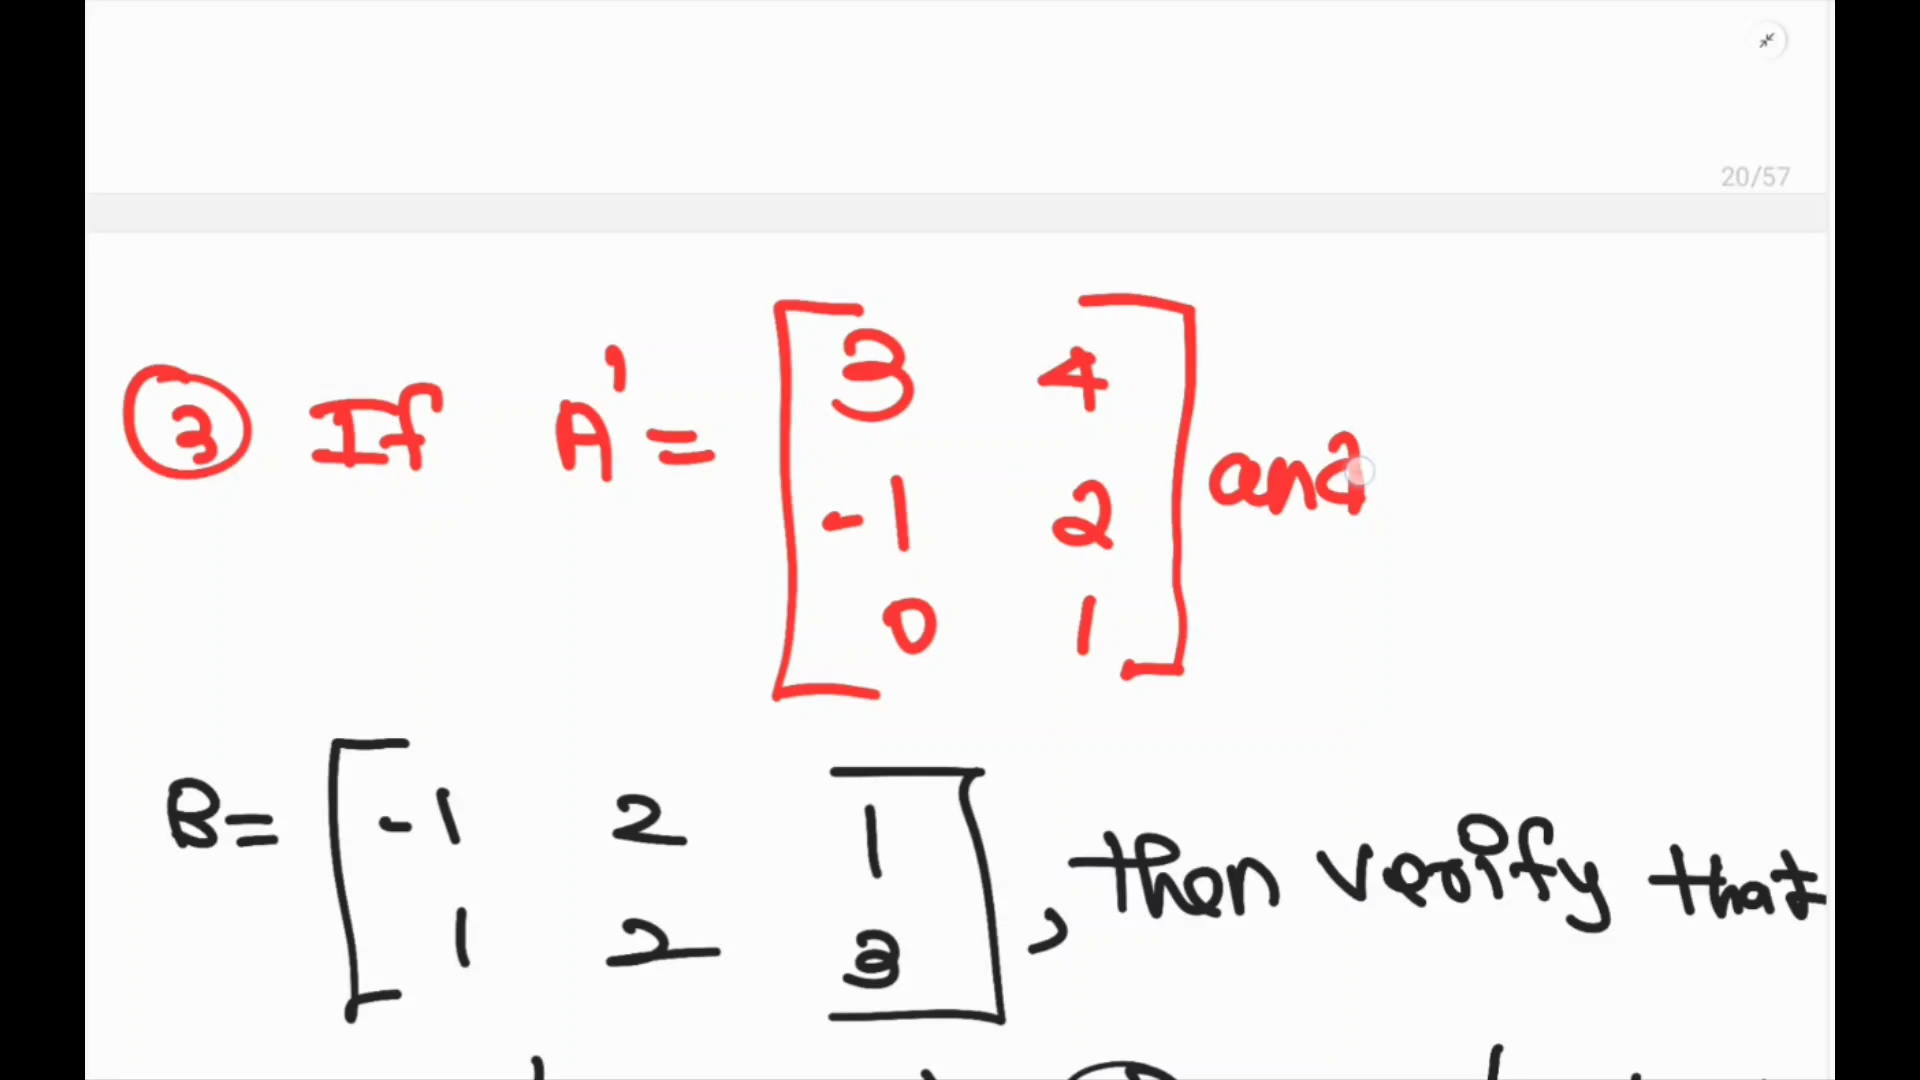 20/57
③ If A' = [3 4
-1 2
0 1] and
B = [-1 2 1
1 2 3], then verify that